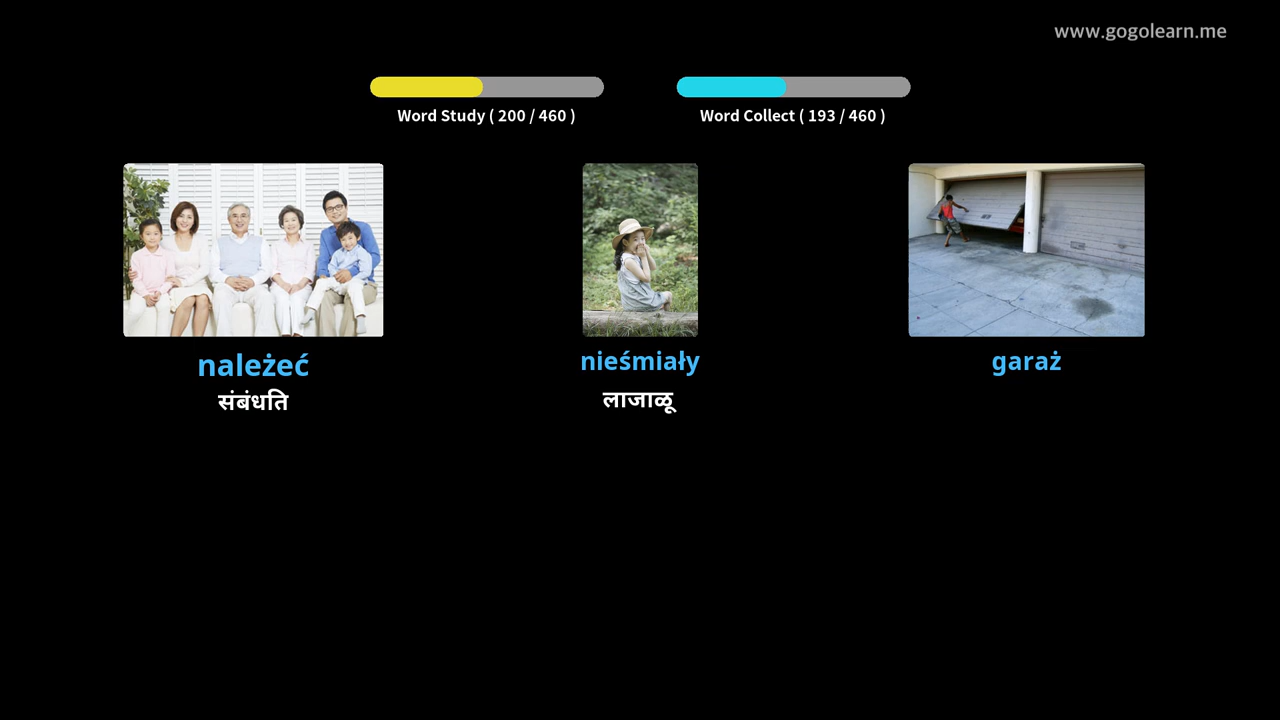 www.gogolearn.me
Word Study ( 200 / 460 )
Word Collect ( 193 / 460 )
należeć
संबंधति
nieśmiały
लाजाळू
garaż